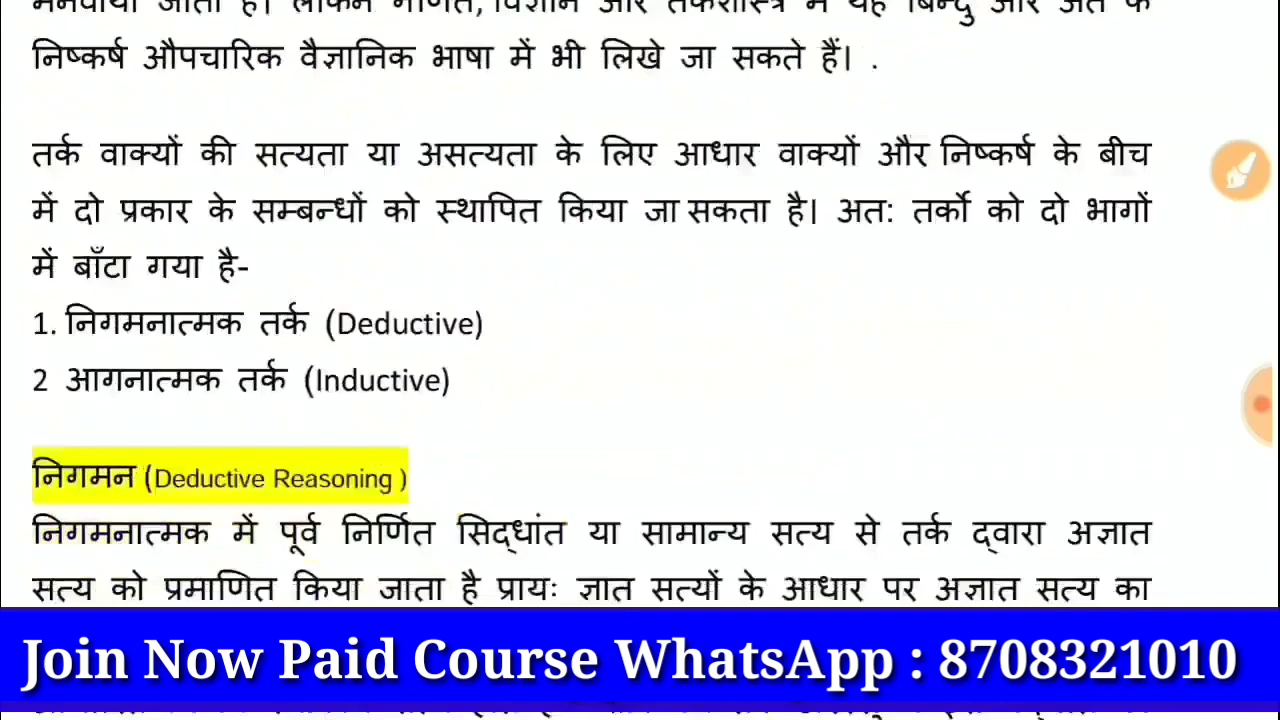 निष्कर्ष औपचारिक वैज्ञानिक भाषा में भी लिखे जा सकते हैं। .
तर्क वाक्यों की सत्यता या असत्यता के लिए आधार वाक्यों और निष्कर्ष के बीच
में दो प्रकार के सम्बन्धों को स्थापित किया जा सकता है। अत: तर्को को दो भागों
में बाँटा गया है-
1. निगमनात्मक तर्क (Deductive)
2 आगनात्मक तर्क (Inductive)
निगमन (Deductive Reasoning )
निगमनात्मक में पूर्व निर्णित सिद्धांत या सामान्य सत्य से तर्क द्वारा अज्ञात
सत्य को प्रमाणित किया जाता है प्रायः ज्ञात सत्यों के आधार पर अज्ञात सत्य का
Join Now Paid Course WhatsApp : 8708321010